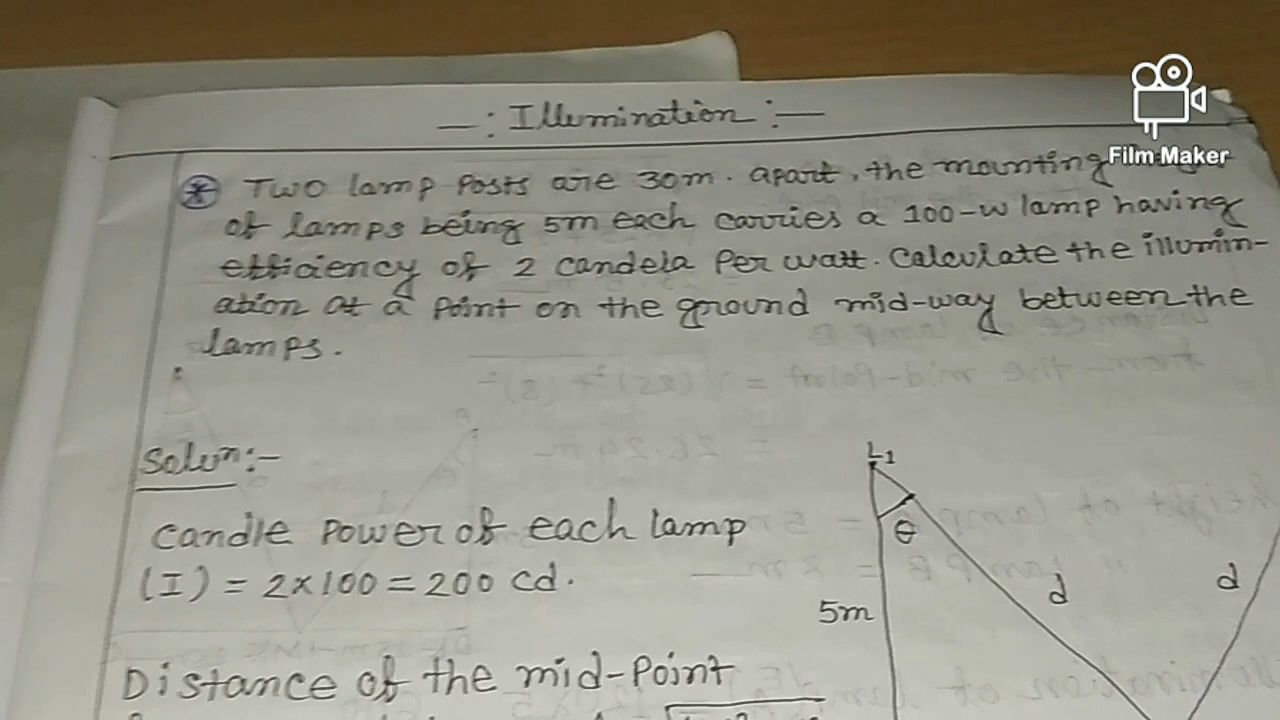 —: Illumination :—
Film Maker
* Two lamp posts are 30m. apart, the mounting
of lamps being 5m each carries a 100-w lamp having
efficiency of 2 candela per watt. Calculate the illumin-
ation at a point on the ground mid-way between the
lamps.
Solun:-
L1
θ
Candle power of each lamp
(I) = 2×100 = 200 cd.
d
d
5m
Distance of the mid-point